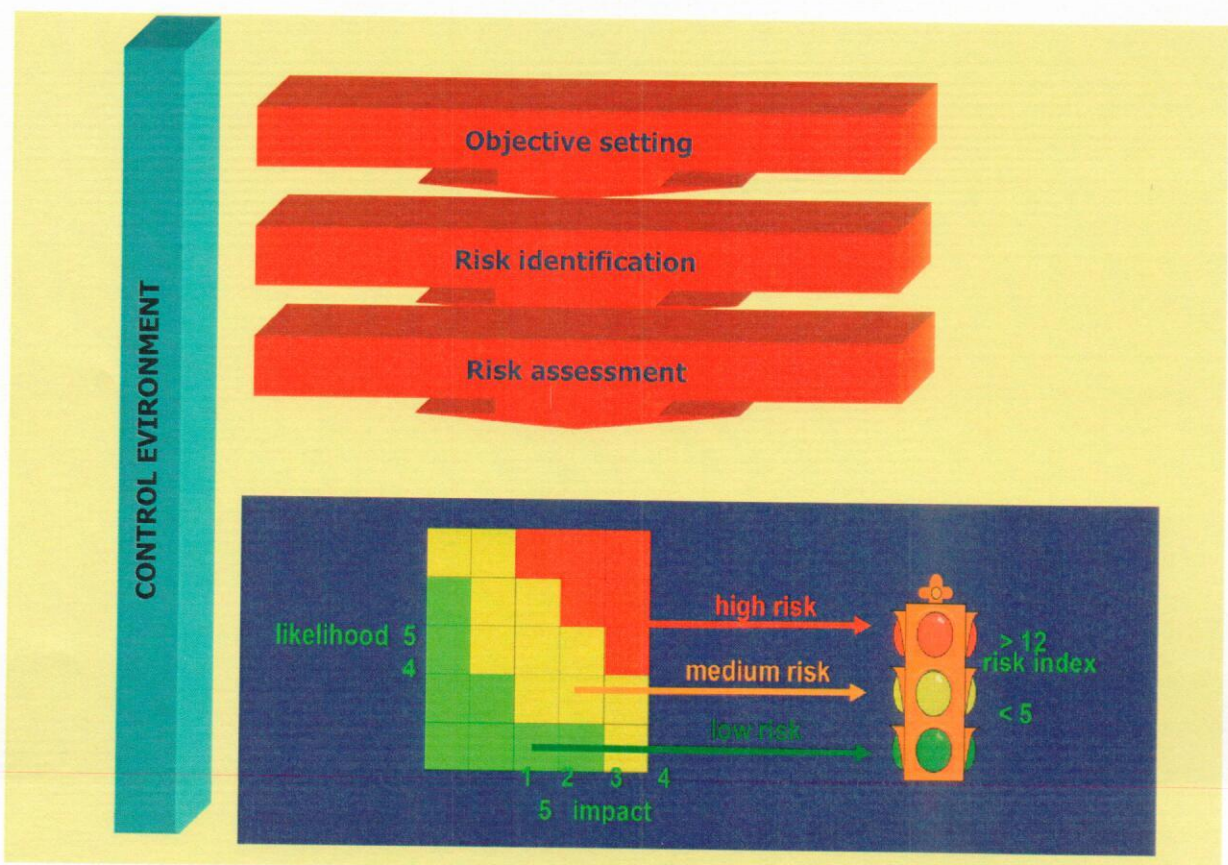 CONTROL EVIRONMENT
Objective setting
Risk identification
Risk assessment
likelihood 5
4
high risk
medium risk
low risk
> 12
risk index
< 5
1 2 3 4
5 impact